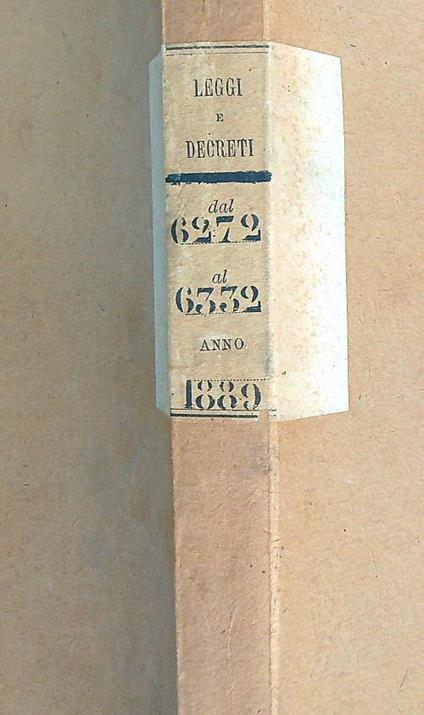 LEGGI
E
DECRETI
dal
6272
al
6332
ANNO
1889